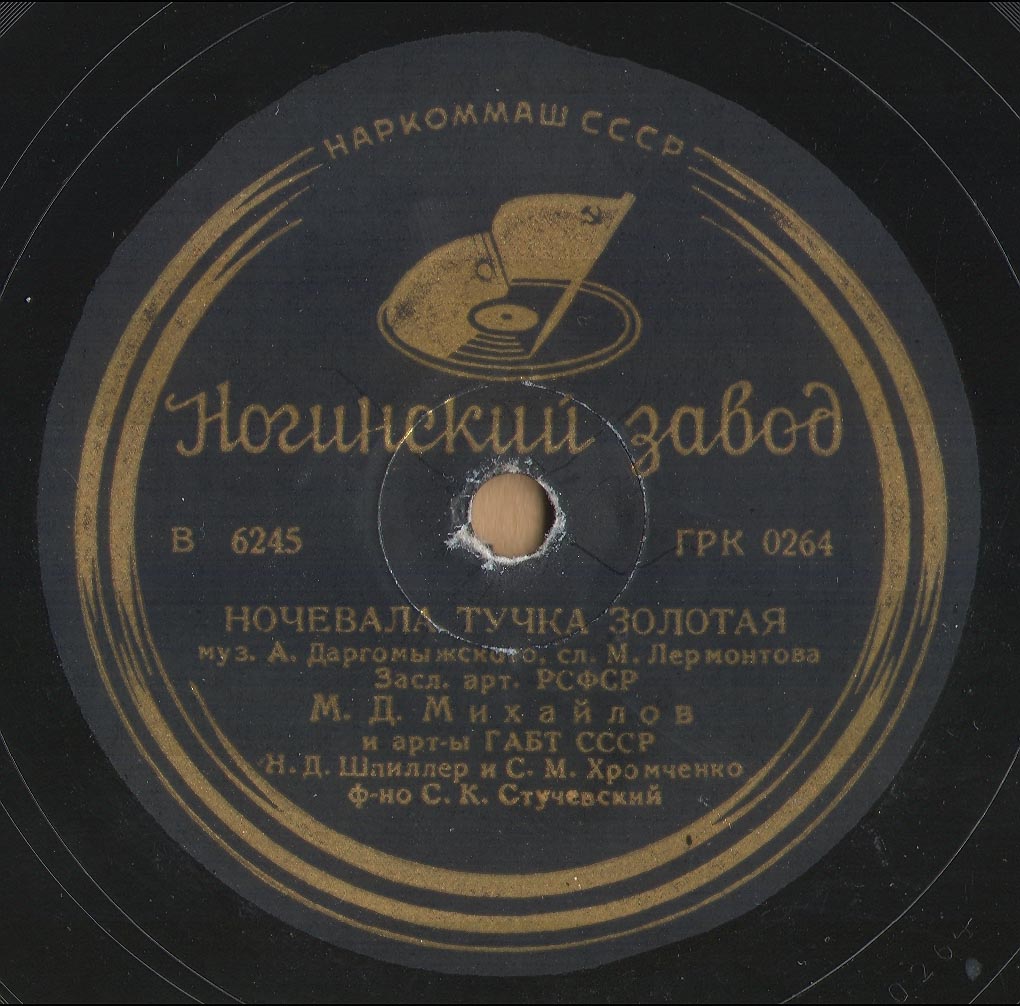 НАРКОММАШ СССР
Ногинский завод
В 6245 ГРК 0264
НОЧЕВАЛА ТУЧКА ЗОЛОТАЯ
муз. А. Даргомыжского, сл. М. Лермонтова
Засл. арт. РСФСР
М. Д. Михайлов
и арт-ы ГАБТ СССР
Н. Д. Шпиллер и С. М. Хромченко
ф-но С. К. Стучевский
0264